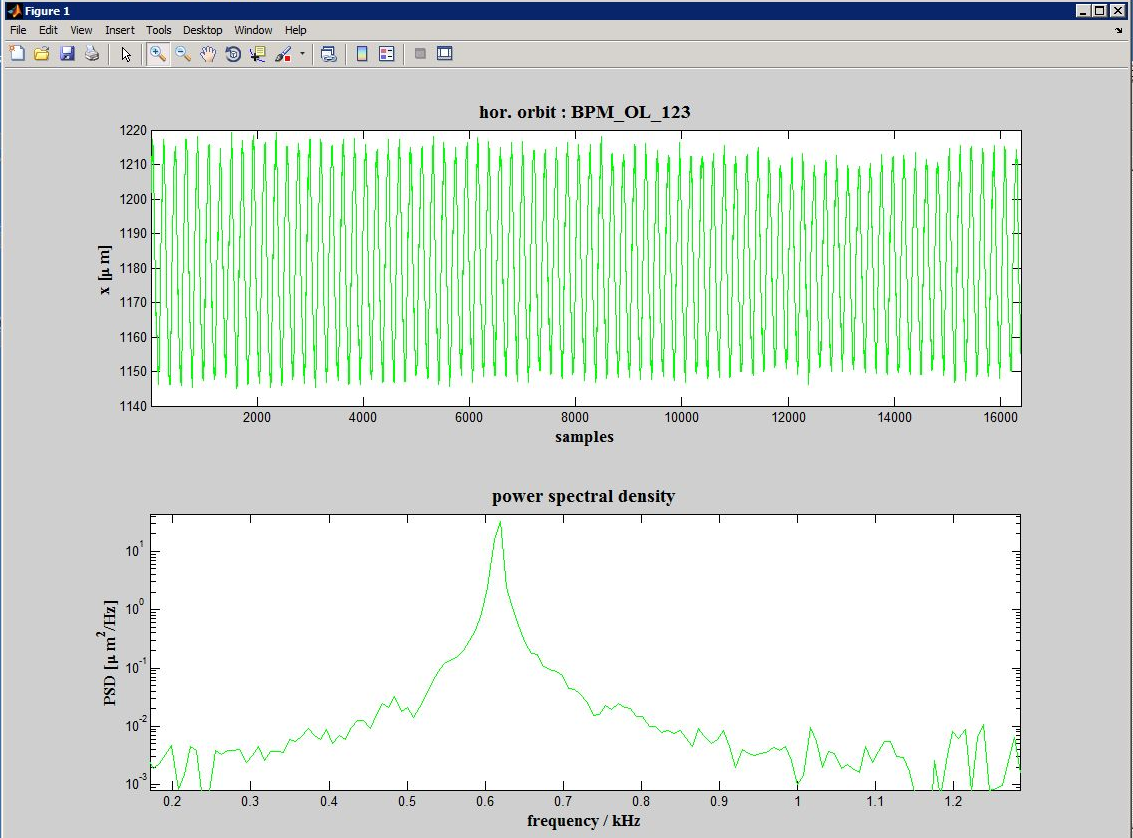 Figure 1
File Edit View Insert Tools Desktop Window Help
hor. orbit : BPM_OL_123
1220
1210
1200
1190
1180
1170
1160
1150
1140
x [μ m]
2000 4000 6000 8000 10000 12000 14000 16000
samples
power spectral density
10^1
10^0
10^-1
10^-2
10^-3
PSD [μ m^2/Hz]
0.2 0.3 0.4 0.5 0.6 0.7 0.8 0.9 1 1.1 1.2
frequency / kHz